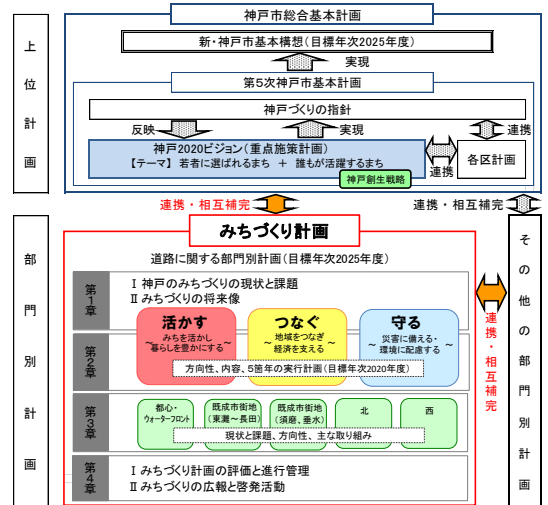 神戸市総合基本計画
上位計画
新・神戸市基本構想(目標年次2025年度)
実現
第5次神戸市基本計画
神戸づくりの指針
反映
実現
連携
神戸2020ビジョン(重点施策計画)
【テーマ】 若者に選ばれるまち + 誰もが活躍するまち
連携
各区計画
神戸創生戦略
連携・相互補完
連携・相互補完
部門別計画
みちづくり計画
道路に関する部門別計画(目標年次2025年度)
第1章
Ⅰ 神戸のみちづくりの現状と課題
Ⅱ みちづくりの将来像
活かす
~ みちを活かし
暮らしを豊かにする ~
つなぐ
~ 地域をつなぎ
経済を支える ~
守る
~ 災害に備える・
環境に配慮する ~
第2章
方向性、内容、5箇年の実行計画(目標年次2020年度)
第3章
都心・
ウォーターフロント
既成市街地
(東灘~長田)
既成市街地
(須磨、垂水)
北
西
現状と課題、方向性、主な取り組み
第4章
Ⅰ みちづくり計画の評価と進行管理
Ⅱ みちづくりの広報と啓発活動
連携・相互補完
その他の部門別計画